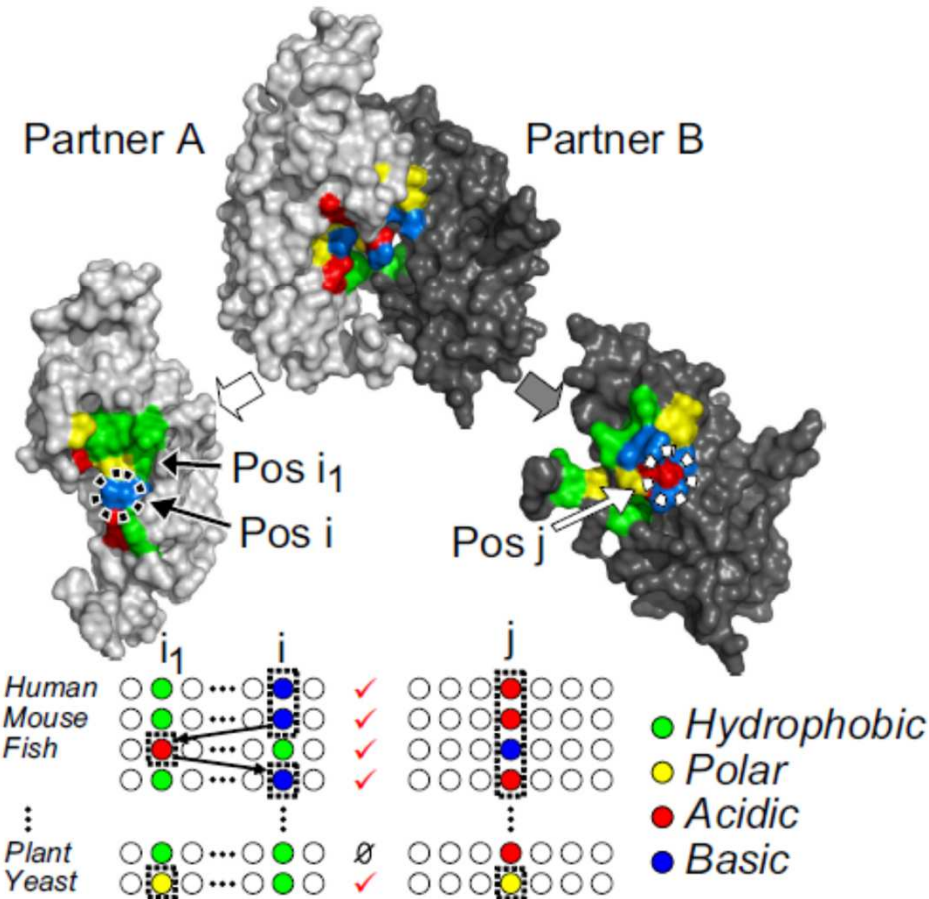 Partner A
Partner B
Pos i1
Pos i
Pos j
i1 i j
Human
Mouse
Fish
Plant
Yeast
Hydrophobic
Polar
Acidic
Basic